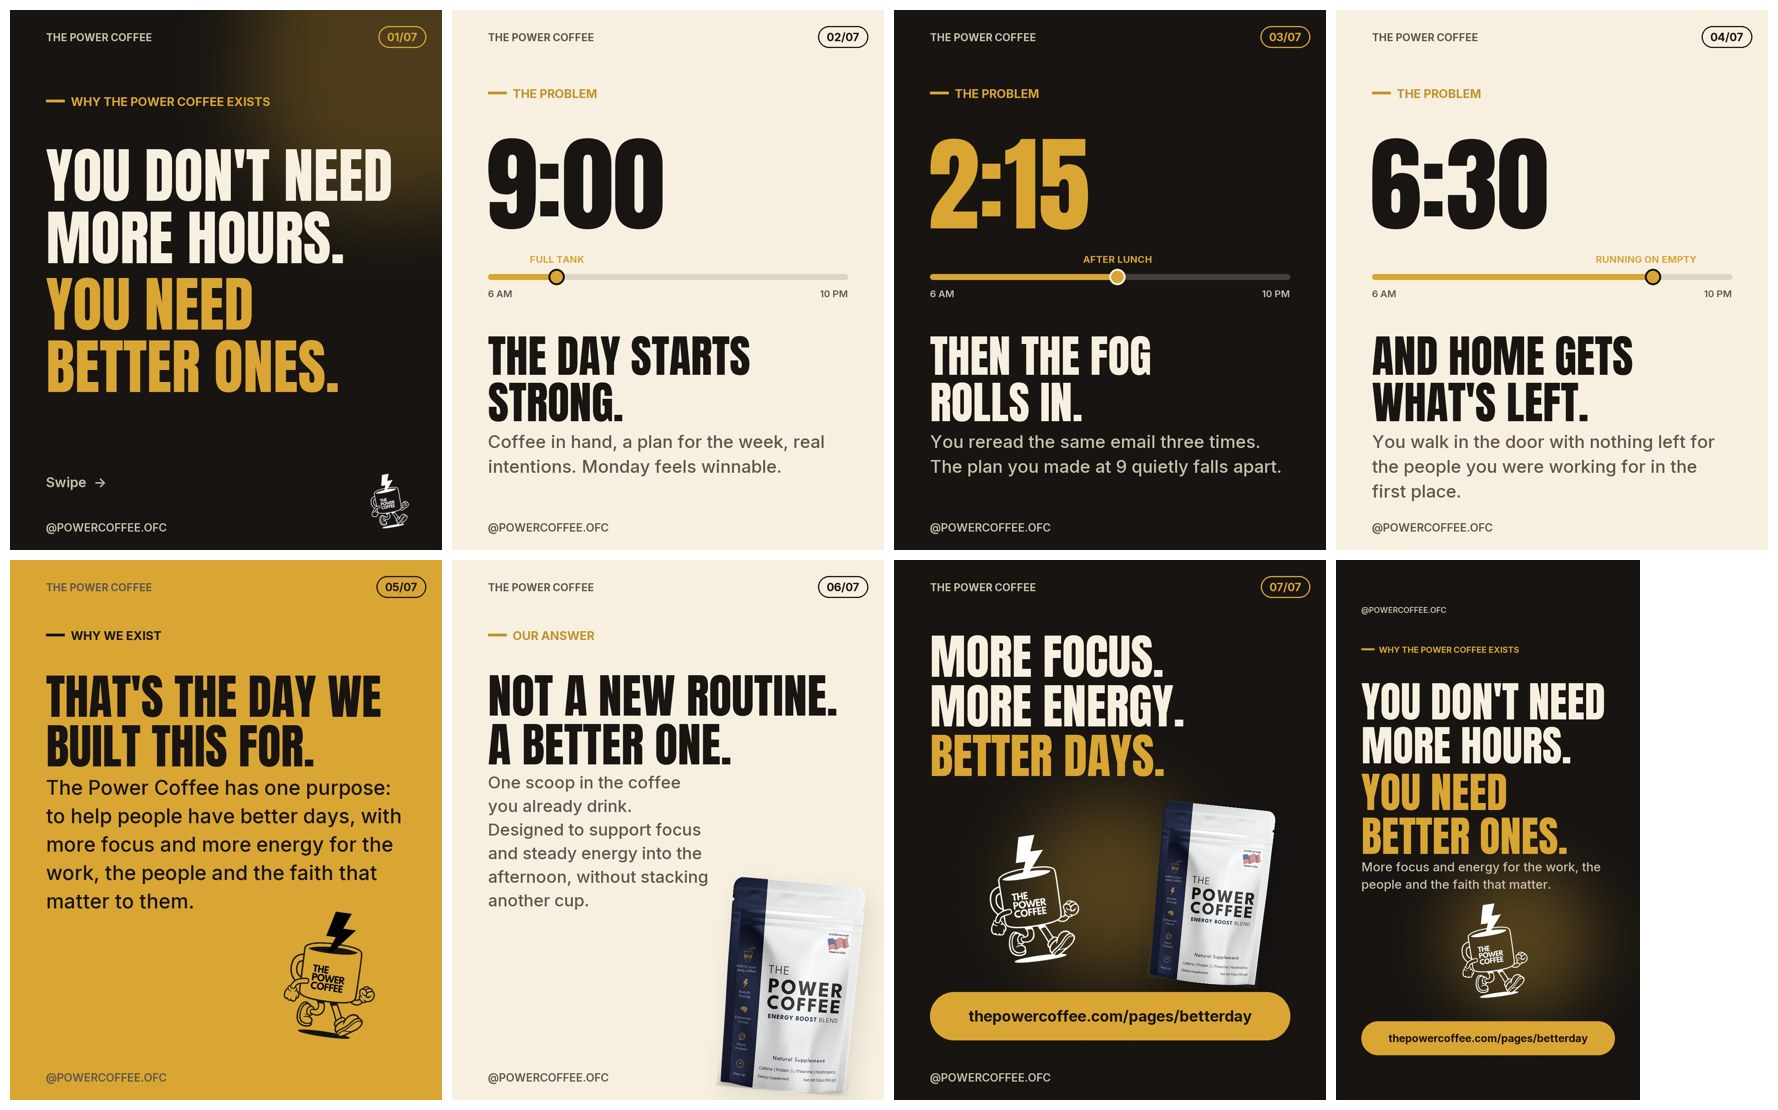 THE POWER COFFEE
01/07
WHY THE POWER COFFEE EXISTS
YOU DON'T NEED
MORE HOURS.
YOU NEED
BETTER ONES.
Swipe →
THE
POWER
COFFEE
@POWERCOFFEE.OFC
THE POWER COFFEE
02/07
THE PROBLEM
9:00
FULL TANK
6 AM
10 PM
THE DAY STARTS
STRONG.
Coffee in hand, a plan for the week, real
intentions. Monday feels winnable.
@POWERCOFFEE.OFC
THE POWER COFFEE
03/07
THE PROBLEM
2:15
AFTER LUNCH
6 AM
10 PM
THEN THE FOG
ROLLS IN.
You reread the same email three times.
The plan you made at 9 quietly falls apart.
@POWERCOFFEE.OFC
THE POWER COFFEE
04/07
THE PROBLEM
6:30
RUNNING ON EMPTY
6 AM
10 PM
AND HOME GETS
WHAT'S LEFT.
You walk in the door with nothing left for
the people you were working for in the
first place.
@POWERCOFFEE.OFC
THE POWER COFFEE
05/07
WHY WE EXIST
THAT'S THE DAY WE
BUILT THIS FOR.
The Power Coffee has one purpose:
to help people have better days, with
more focus and more energy for the
work, the people and the faith that
matter to them.
THE
POWER
COFFEE
@POWERCOFFEE.OFC
THE POWER COFFEE
06/07
OUR ANSWER
NOT A NEW ROUTINE.
A BETTER ONE.
One scoop in the coffee
you already drink.
Designed to support focus
and steady energy into the
afternoon, without stacking
another cup.
THE
POWER
COFFEE
ENERGY BOOST BLEND
Natural Supplement
Caffeine | Protein | L-Theanine | Nootropics
Dietary Supplement
@POWERCOFFEE.OFC
THE POWER COFFEE
07/07
MORE FOCUS.
MORE ENERGY.
BETTER DAYS.
THE
POWER
COFFEE
THE
POWER
COFFEE
ENERGY BOOST BLEND
Natural Supplement
Caffeine | Protein | L-Theanine | Nootropics
Dietary Supplement
thepowercoffee.com/pages/betterday
@POWERCOFFEE.OFC
@POWERCOFFEE.OFC
WHY THE POWER COFFEE EXISTS
YOU DON'T NEED
MORE HOURS.
YOU NEED
BETTER ONES.
More focus and energy for the work, the
people and the faith that matter.
THE
POWER
COFFEE
thepowercoffee.com/pages/betterday